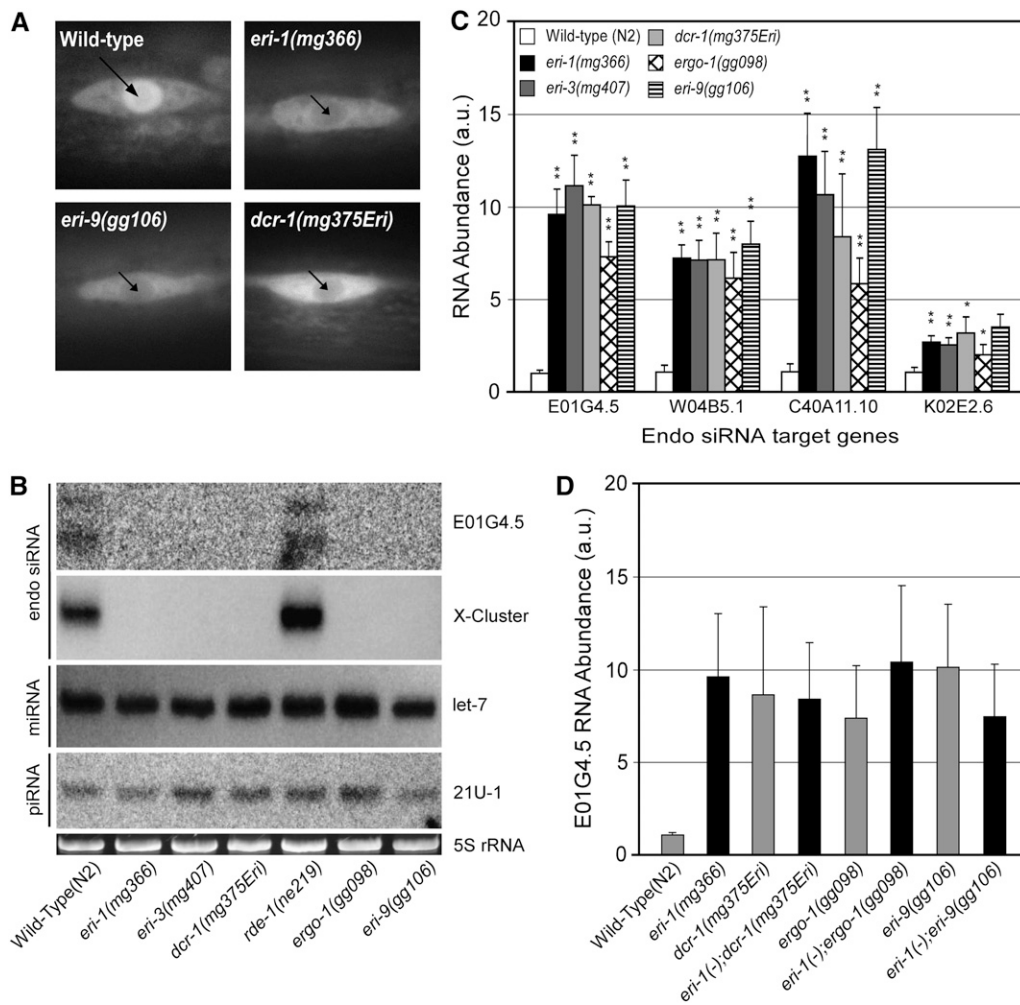 A
Wild-type
eri-1(mg366)
eri-9(gg106)
dcr-1(mg375Eri)
B
endo siRNA
miRNA
piRNA
E01G4.5
X-Cluster
let-7
21U-1
5S rRNA
Wild-Type(N2)
eri-1(mg366)
eri-3(mg407)
dcr-1(mg375Eri)
rde-1(ne219)
ergo-1(gg098)
eri-9(gg106)
C
RNA Abundance (a.u.)
20
15
10
5
0
Wild-type (N2)
eri-1(mg366)
eri-3(mg407)
dcr-1(mg375Eri)
ergo-1(gg098)
eri-9(gg106)
** ** ** ** **
** ** ** ** **
** ** ** ** **
** ** * *
E01G4.5
W04B5.1
C40A11.10
K02E2.6
Endo siRNA target genes
D
E01G4.5 RNA Abundance (a.u.)
20
15
10
5
0
Wild-Type(N2)
eri-1(mg366)
dcr-1(mg375Eri)
eri-1(-);dcr-1(mg375Eri)
ergo-1(gg098)
eri-1(-);ergo-1(gg098)
eri-9(gg106)
eri-1(-);eri-9(gg106)